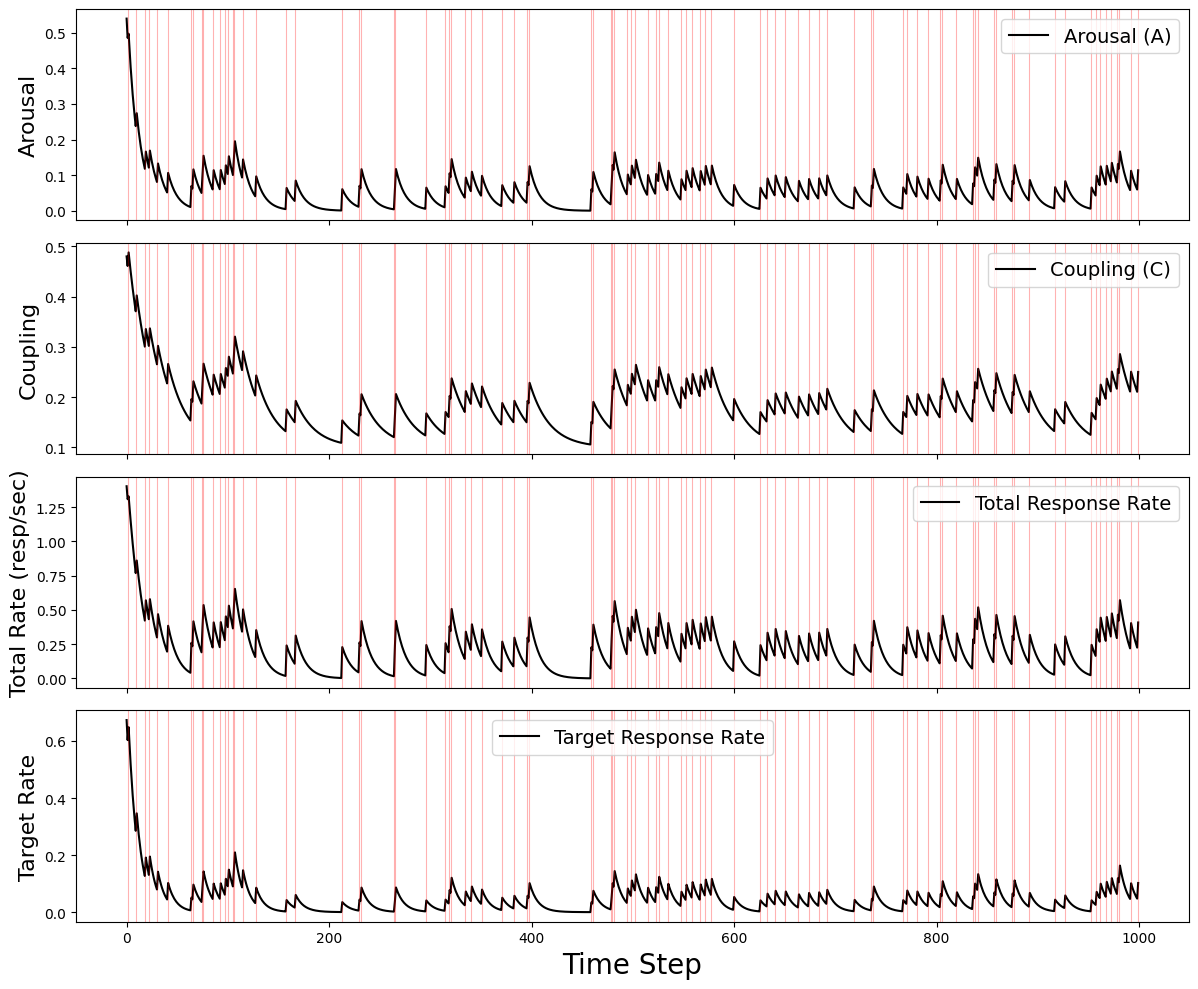 Arousal
0.5
0.4
0.3
0.2
0.1
0.0
Arousal (A)
Coupling
0.5
0.4
0.3
0.2
0.1
Coupling (C)
Total Rate (resp/sec)
1.25
1.00
0.75
0.50
0.25
0.00
Total Response Rate
Target Rate
0.6
0.4
0.2
0.0
Target Response Rate
0 200 400 600 800 1000
Time Step